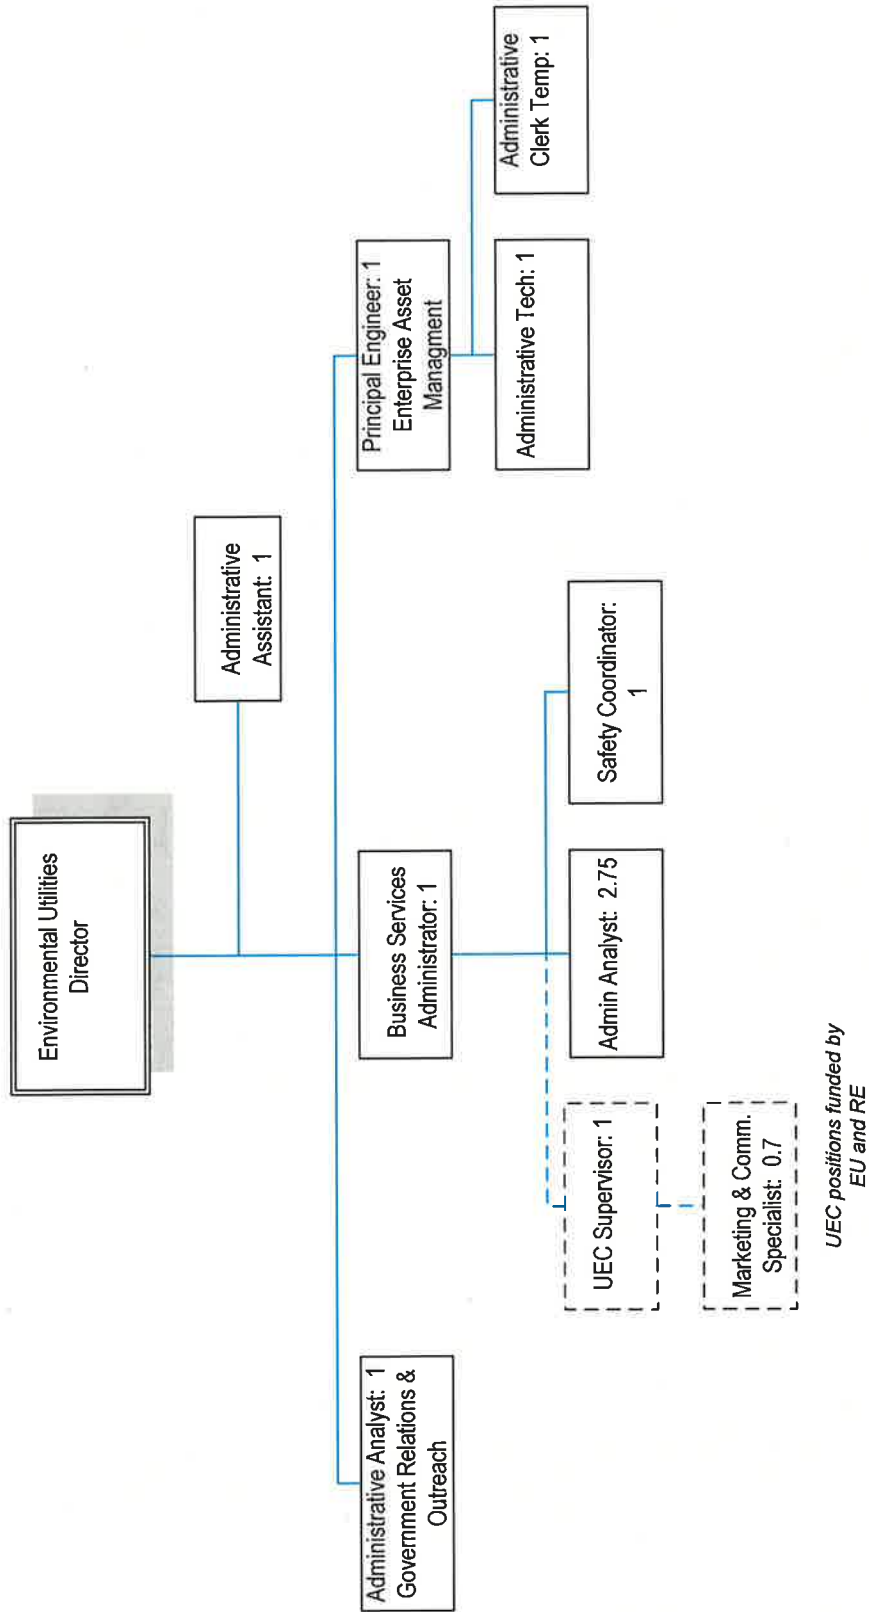 Environmental Utilities
Director
Administrative
Assistant:  1
Administrative Analyst:  1
Government Relations &
Outreach
Business Services
Administrator: 1
Principal Engineer: 1
Enterprise Asset
Managment
UEC Supervisor: 1
Admin Analyst:  2.75
Safety Coordinator:
1
Administrative Tech: 1
Administrative
Clerk Temp: 1
Marketing & Comm.
Specialist:  0.7
UEC positions funded by
EU and RE